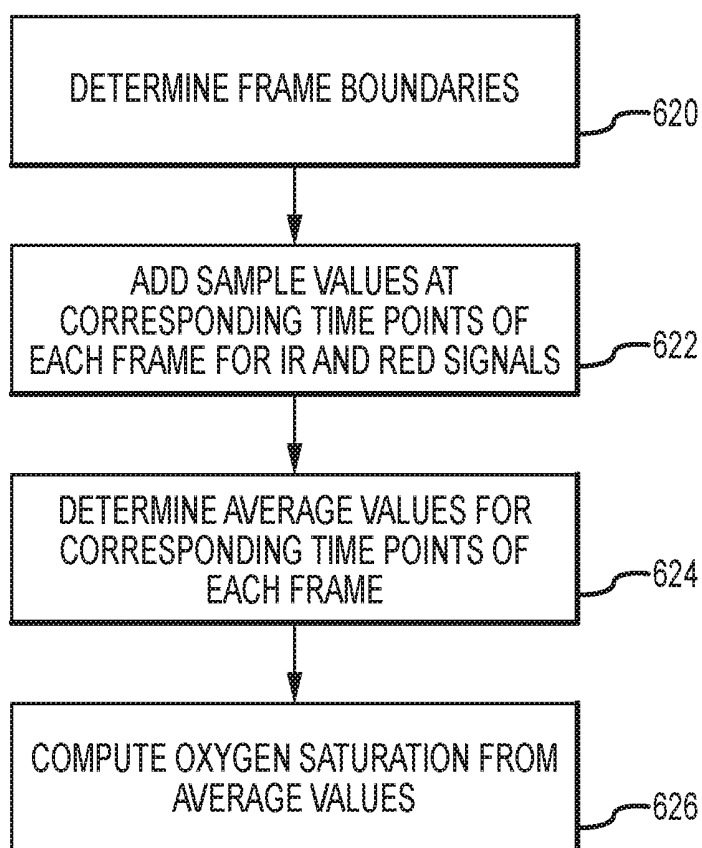 DETERMINE FRAME BOUNDARIES
620
ADD SAMPLE VALUES AT
CORRESPONDING TIME POINTS OF
EACH FRAME FOR IR AND RED SIGNALS
622
DETERMINE AVERAGE VALUES FOR
CORRESPONDING TIME POINTS OF
EACH FRAME
624
COMPUTE OXYGEN SATURATION FROM
AVERAGE VALUES
626